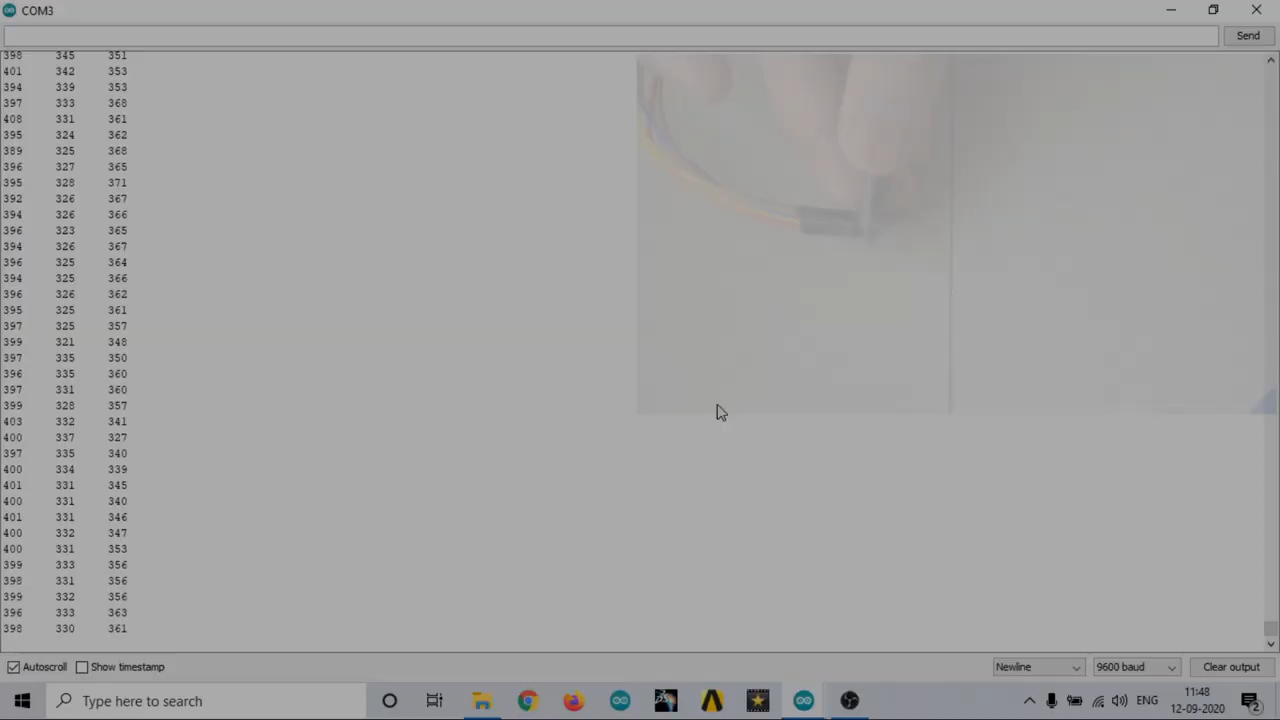 COM3
Send
398 345 351
401 342 353
394 339 353
397 333 368
408 331 361
395 324 362
389 325 368
396 327 365
395 328 371
392 326 367
394 326 366
396 323 365
394 326 367
396 325 364
394 325 366
396 326 362
395 325 361
397 325 357
399 321 348
397 335 350
396 335 360
397 331 360
399 328 357
403 332 341
400 337 327
397 335 340
400 334 339
401 331 345
400 331 340
401 331 346
400 332 347
400 331 353
399 333 356
398 331 356
399 332 356
396 333 363
398 330 361
Autoscroll Show timestamp Newline 9600 baud Clear output
Type here to search ENG 11:48
12-09-2020 2